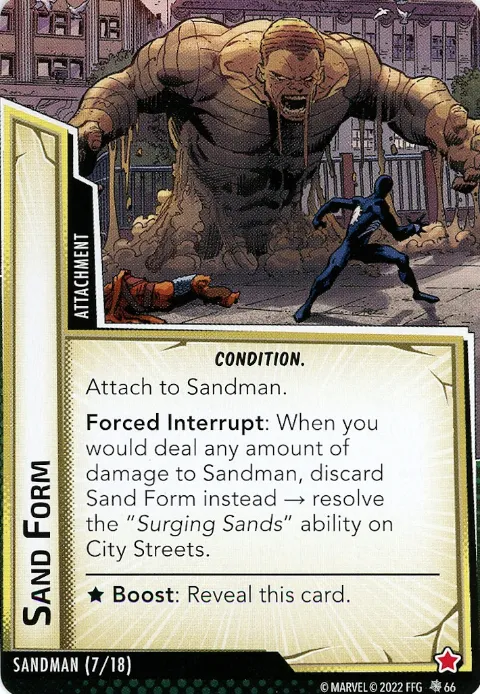 ATTACHMENT
CONDITION.
Attach to Sandman.
Forced Interrupt: When you
would deal any amount of
damage to Sandman, discard
Sand Form instead → resolve
the “Surging Sands” ability on
City Streets.
★ Boost: Reveal this card.
SAND FORM
SANDMAN (7/18)
© MARVEL © 2022 FFG 66